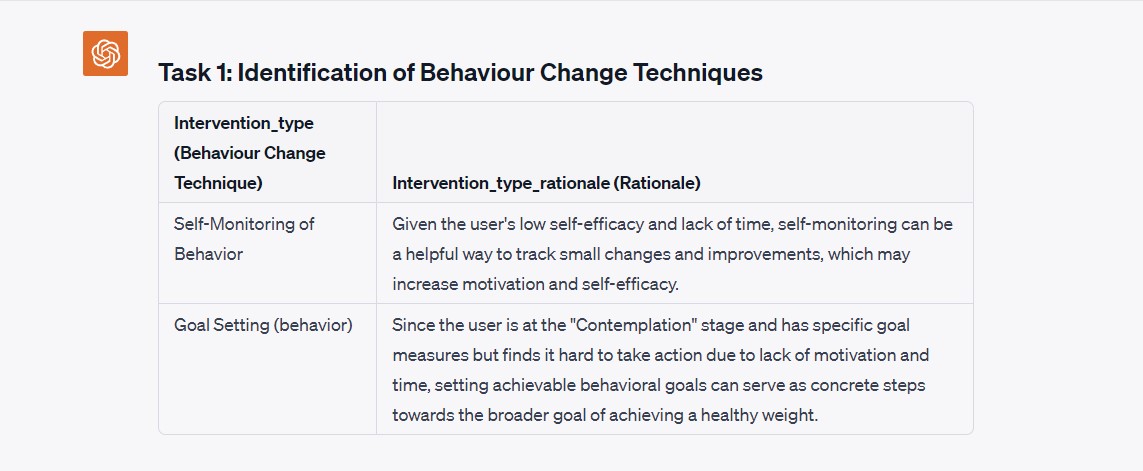 Task 1: Identification of Behaviour Change Techniques
Intervention_type
(Behaviour Change
Technique)
Intervention_type_rationale (Rationale)
Self-Monitoring of
Behavior
Given the user's low self-efficacy and lack of time, self-monitoring can be
a helpful way to track small changes and improvements, which may
increase motivation and self-efficacy.
Goal Setting (behavior)
Since the user is at the "Contemplation" stage and has specific goal
measures but finds it hard to take action due to lack of motivation and
time, setting achievable behavioral goals can serve as concrete steps
towards the broader goal of achieving a healthy weight.